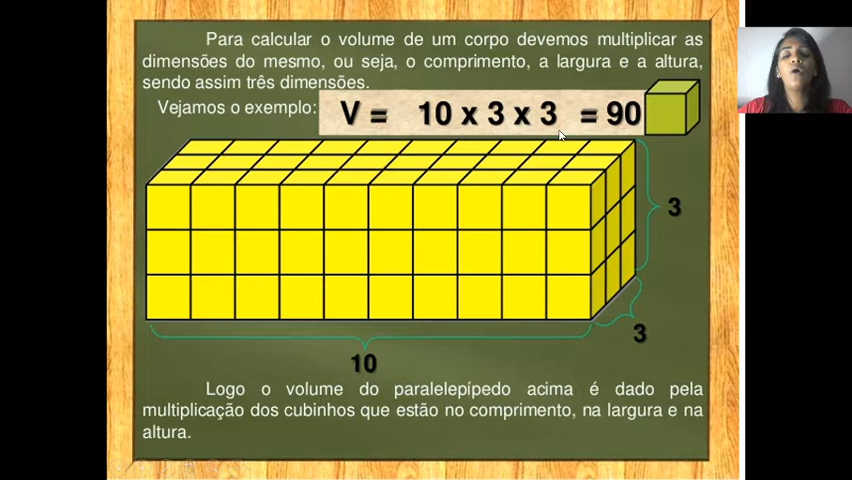 Para calcular o volume de um corpo devemos multiplicar as
dimensões do mesmo, ou seja, o comprimento, a largura e a altura,
sendo assim três dimensões.
Vejamos o exemplo:
V = 10 x 3 x 3 = 90
3
3
10
Logo o volume do paralelepípedo acima é dado pela
multiplicação dos cubinhos que estão no comprimento, na largura e na
altura.